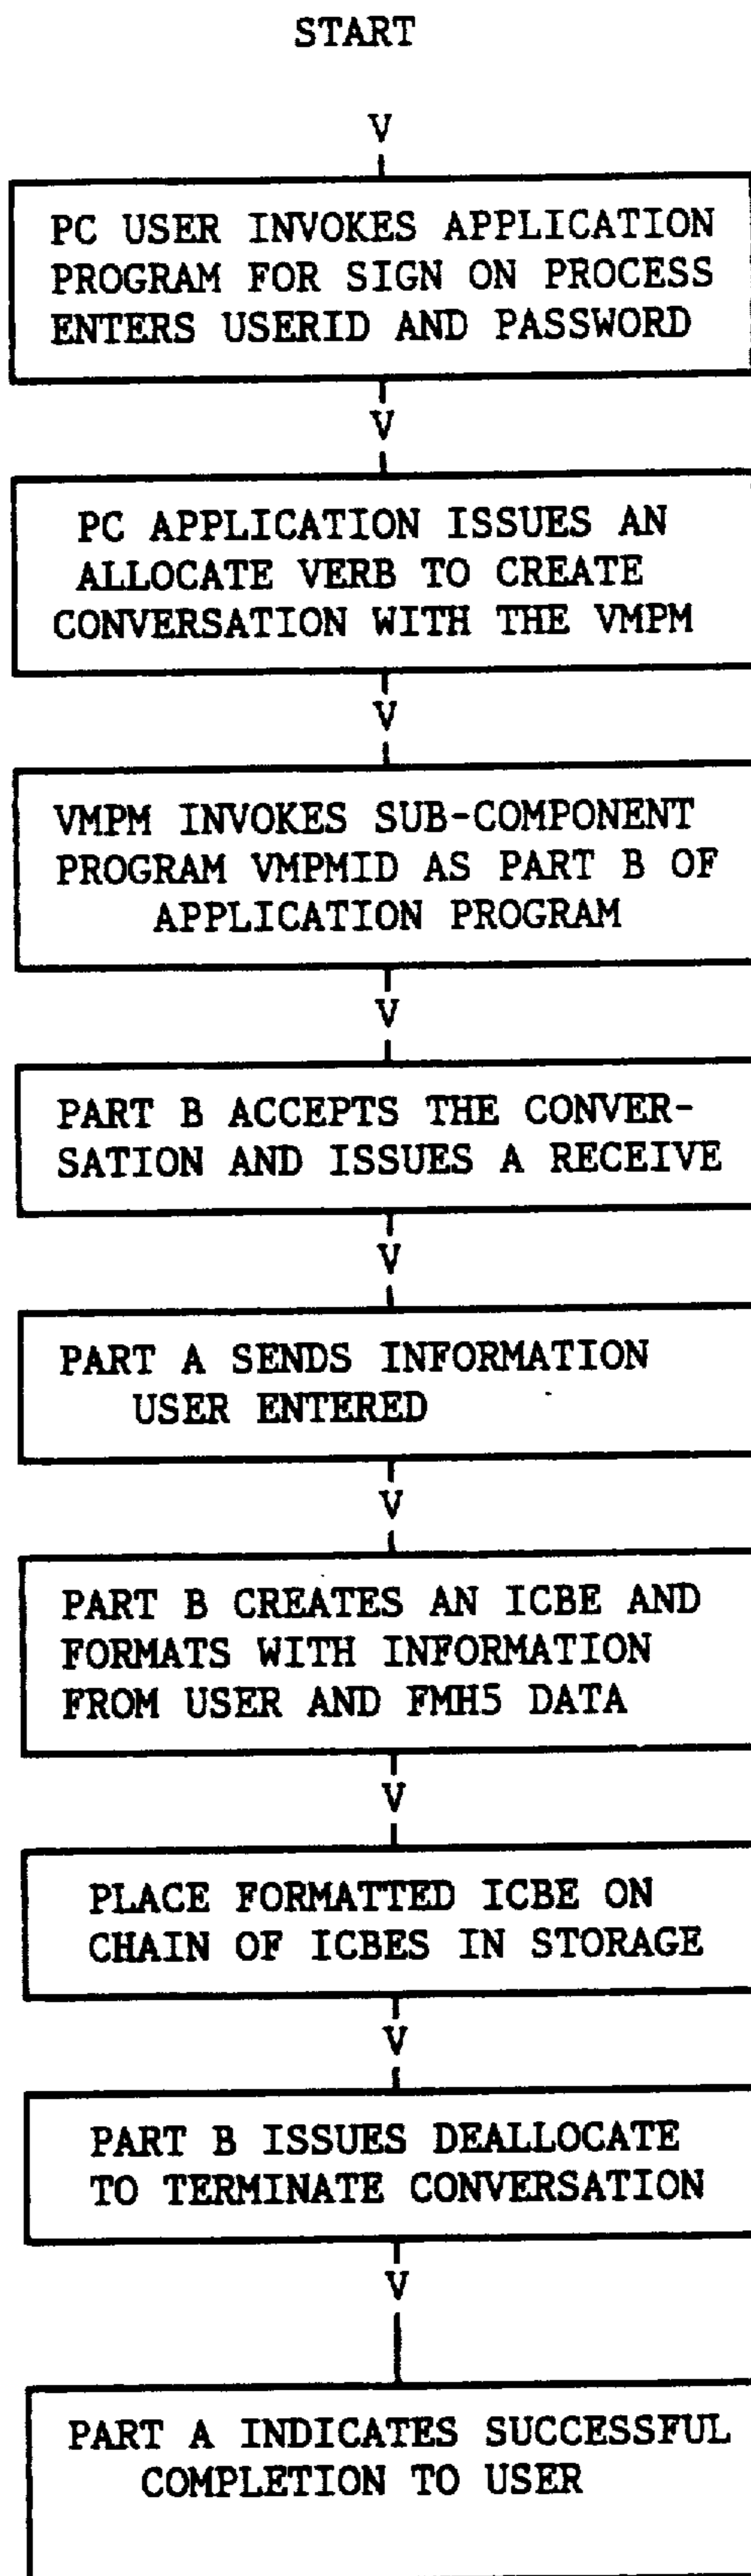 START
V
PC USER INVOKES APPLICATION
PROGRAM FOR SIGN ON PROCESS
ENTERS USERID AND PASSWORD
V
PC APPLICATION ISSUES AN
ALLOCATE VERB TO CREATE
CONVERSATION WITH THE VMPM
V
VMPM INVOKES SUB-COMPONENT
PROGRAM VMPMID AS PART B OF
APPLICATION PROGRAM
V
PART B ACCEPTS THE CONVER-
SATION AND ISSUES A RECEIVE
V
PART A SENDS INFORMATION
USER ENTERED
V
PART B CREATES AN ICBE AND
FORMATS WITH INFORMATION
FROM USER AND FMH5 DATA
V
PLACE FORMATTED ICBE ON
CHAIN OF ICBES IN STORAGE
V
PART B ISSUES DEALLOCATE
TO TERMINATE CONVERSATION
V
PART A INDICATES SUCCESSFUL
COMPLETION TO USER